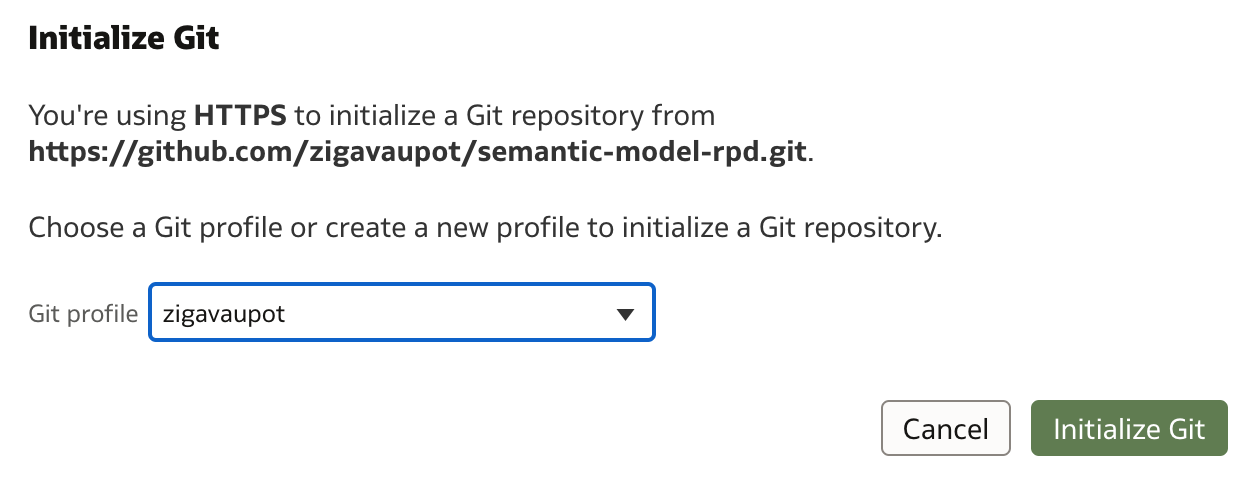 Initialize Git
You're using HTTPS to initialize a Git repository from
https://github.com/zigavaupot/semantic-model-rpd.git.
Choose a Git profile or create a new profile to initialize a Git repository.
Git profile zigavaupot
Cancel Initialize Git